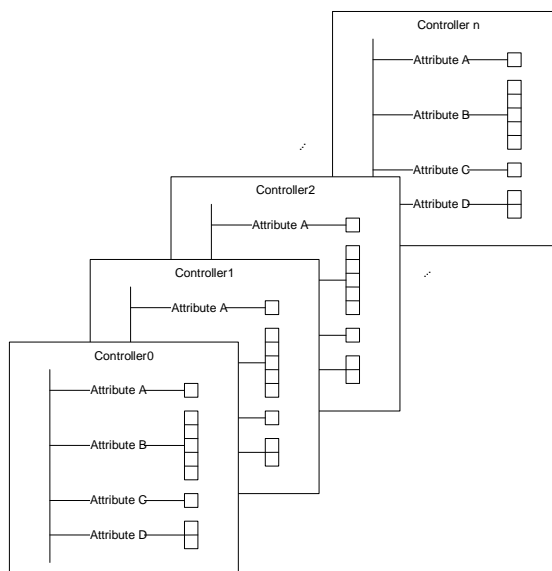 Controller n
Attribute A
Attribute B
Attribute C
Attribute D
Controller2
Attribute A
Controller1
Attribute A
Controller0
Attribute A
Attribute B
Attribute C
Attribute D